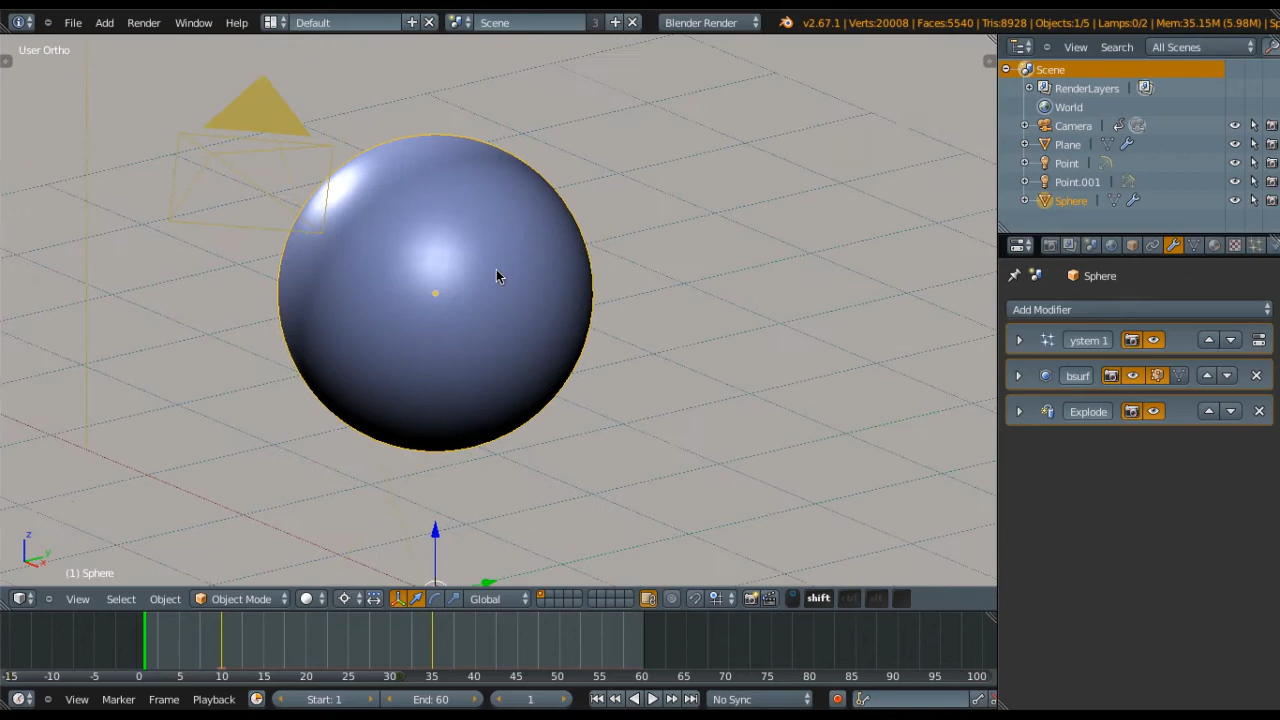 File Add Render Window Help Default Scene 3 Blender Render v2.67.1 | Verts:20008 | Faces:5540 | Tris:8928 | Objects:1/5 | Lamps:0/2 | Mem:35.15M (5.98M) | Sp
User Ortho
View Search All Scenes
Scene
RenderLayers
World
Camera
Plane
Point
Point.001
Sphere
Sphere
Add Modifier
ystem 1
bsurf
Explode
z
y
x
(1) Sphere
View Select Object Object Mode Global shift ctrl alt
-15 -10 -5 0 5 10 15 20 25 30 35 40 45 50 55 60 65 70 75 80 85 90 95 100
View Marker Frame Playback Start: 1 End: 60 1 No Sync